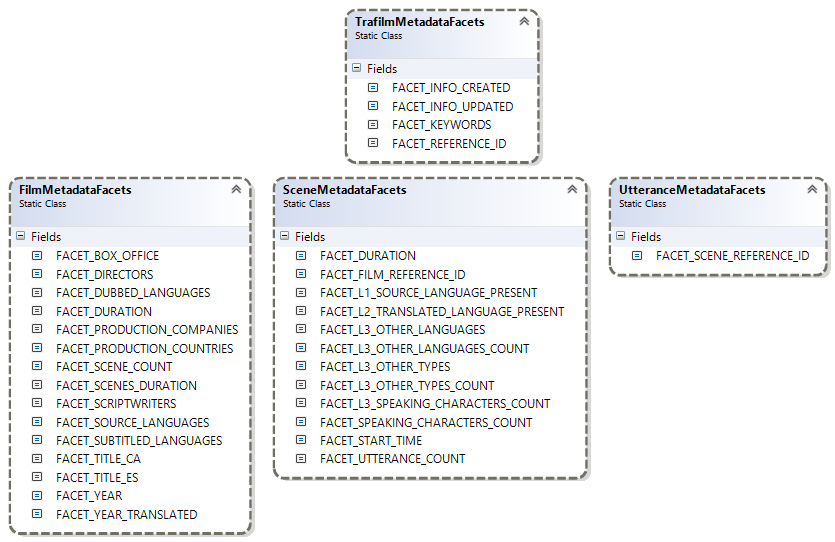 TrafilmMetadataFacets
Static Class
Fields
FACET_INFO_CREATED
FACET_INFO_UPDATED
FACET_KEYWORDS
FACET_REFERENCE_ID
FilmMetadataFacets
Static Class
Fields
FACET_BOX_OFFICE
FACET_DIRECTORS
FACET_DUBBED_LANGUAGES
FACET_DURATION
FACET_PRODUCTION_COMPANIES
FACET_PRODUCTION_COUNTRIES
FACET_SCENE_COUNT
FACET_SCENES_DURATION
FACET_SCRIPTWRITERS
FACET_SOURCE_LANGUAGES
FACET_SUBTITLED_LANGUAGES
FACET_TITLE_CA
FACET_TITLE_ES
FACET_YEAR
FACET_YEAR_TRANSLATED
SceneMetadataFacets
Static Class
Fields
FACET_DURATION
FACET_FILM_REFERENCE_ID
FACET_L1_SOURCE_LANGUAGE_PRESENT
FACET_L2_TRANSLATED_LANGUAGE_PRESENT
FACET_L3_OTHER_LANGUAGES
FACET_L3_OTHER_LANGUAGES_COUNT
FACET_L3_OTHER_TYPES
FACET_L3_OTHER_TYPES_COUNT
FACET_L3_SPEAKING_CHARACTERS_COUNT
FACET_SPEAKING_CHARACTERS_COUNT
FACET_START_TIME
FACET_UTTERANCE_COUNT
UtteranceMetadataFacets
Static Class
Fields
FACET_SCENE_REFERENCE_ID